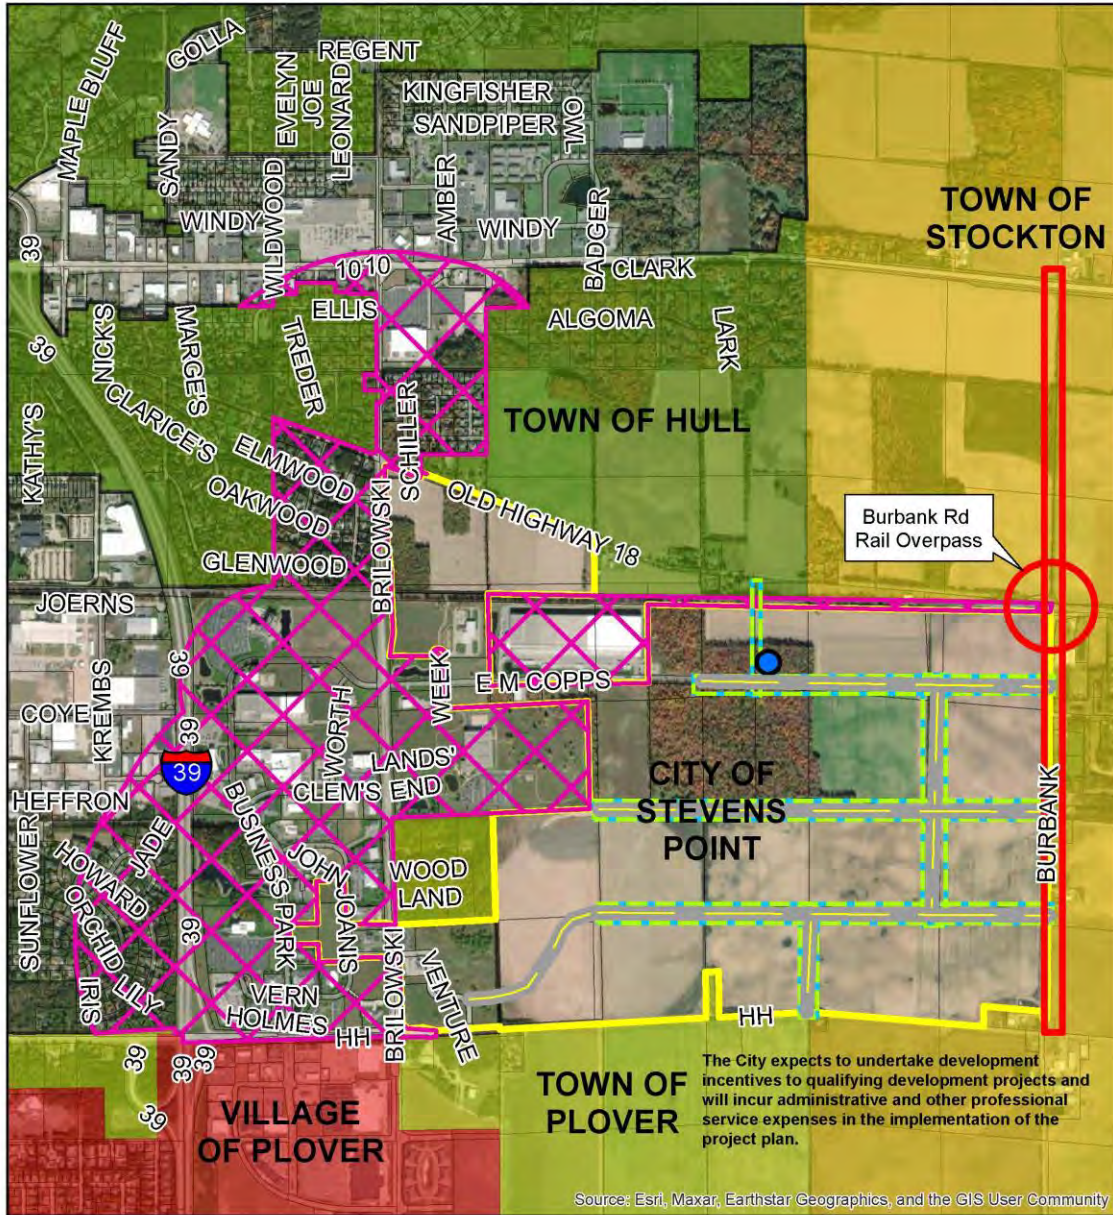 MAPLE BLUFF
GOLLA
REGENT
EVELYN
JOE
LEONARD
KINGFISHER
SANDPIPER
OWL
SANDY
WINDY
WILDWOOD
AMBER
WINDY
BADGER
TOWN OF
STOCKTON
39
10
10
CLARK
ELLIS
ALGOMA
LARK
NICK'S
MARGE'S
TREDER
39
CLARICE'S
KATHY'S
SCHILLER
TOWN OF HULL
ELMWOOD
OAKWOOD
OLD HIGHWAY 18
Burbank Rd
Rail Overpass
GLENWOOD
BRILOWSKI
JOERNS
39
KREMBS
COYE
39
WORTH
WEEK
E M COPPS
39
LANDS'
END
CLEM'S
CITY OF
STEVENS
POINT
BURBANK
HEFFRON
SUNFLOWER
HOWARD
JADE
BUSINESS PARK
JOHN
JOANIS
WOOD
LAND
ORCHID
LILY
IRIS
39
VERN
HOLMES
HH
BRILOWSKI
VENTURE
HH
39
39
39
39
VILLAGE
OF PLOVER
TOWN OF
PLOVER
The City expects to undertake development
incentives to qualifying development projects and
will incur administrative and other professional
service expenses in the implementation of the
project plan.
Source: Esri, Maxar, Earthstar Geographics, and the GIS User Community